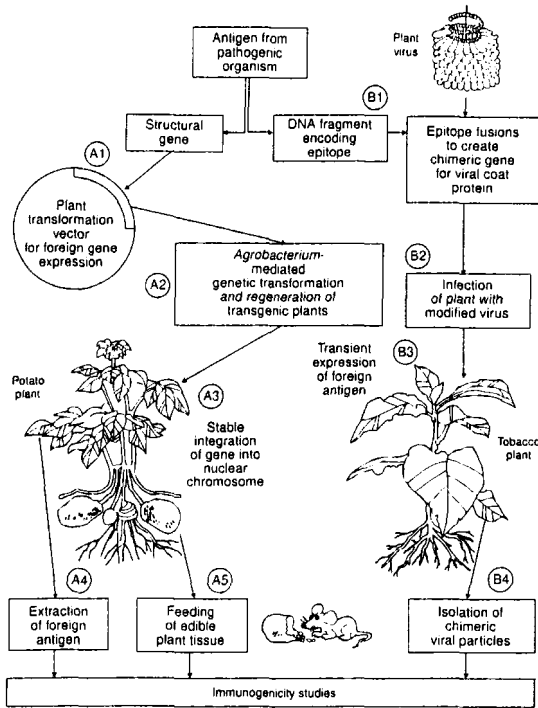 Antigen from
pathogenic
organism
Plant
virus
B1
Structural
gene
DNA fragment
encoding
epitope
Epitope fusions
to create
chimeric gene
for viral coat
protein
A1
Plant
transformation
vector
for foreign gene
expression
A2
Agrobacterium-
mediated
genetic transformation
and regeneration of
transgenic plants
B2
Infection
of plant with
modified virus
Potato
plant
A3
Stable
integration
of gene into
nuclear
chromosome
Transient
expression
of foreign
antigen
B3
Tobacco
plant
A4
A5
B4
Extraction
of foreign
antigen
Feeding
of edible
plant tissue
Isolation of
chimeric
viral particles
Immunogenicity studies